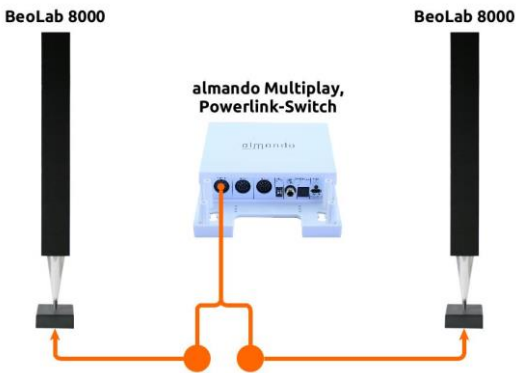 BeoLab 8000
BeoLab 8000
almando Multiplay,
Powerlink-Switch
almando